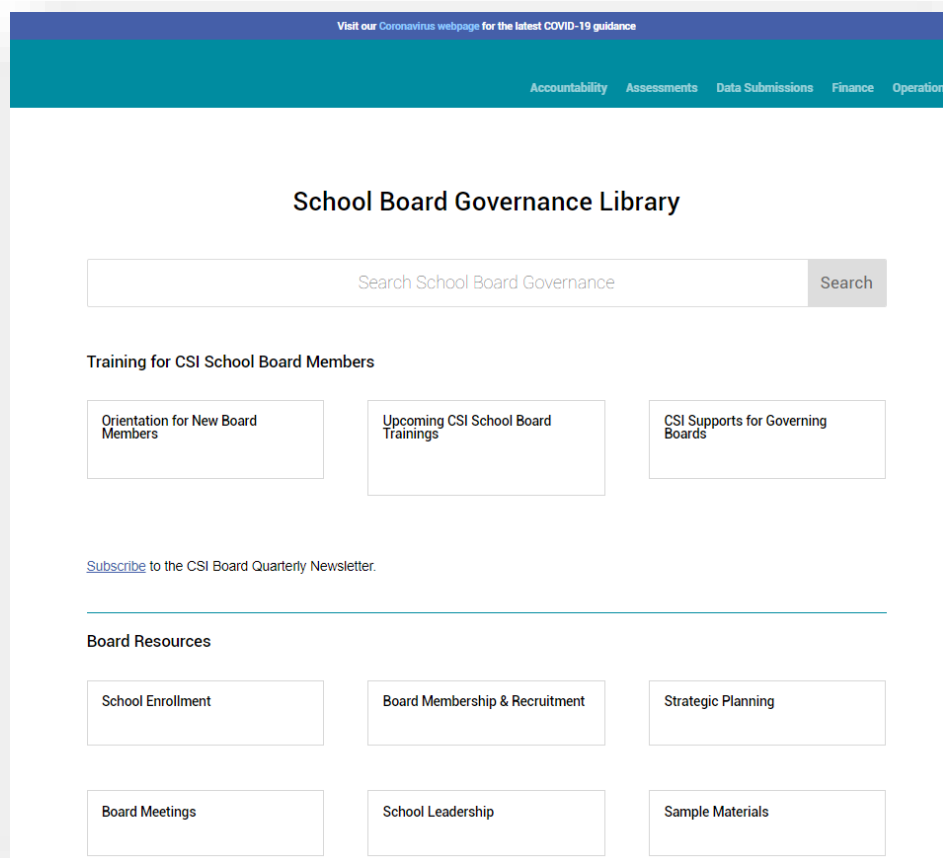 Visit our Coronavirus webpage for the latest COVID-19 guidance
Accountability Assessments Data Submissions Finance Operation
School Board Governance Library
Search School Board Governance Search
Training for CSI School Board Members
Orientation for New Board
Members
Upcoming CSI School Board
Trainings
CSI Supports for Governing
Boards
Subscribe to the CSI Board Quarterly Newsletter.
Board Resources
School Enrollment
Board Membership & Recruitment
Strategic Planning
Board Meetings
School Leadership
Sample Materials